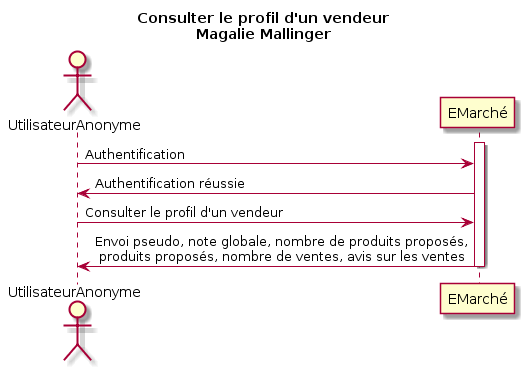 Consulter le profil d'un vendeur
Magalie Mallinger
UtilisateurAnonyme
EMarché
Authentification
Authentification réussie
Consulter le profil d'un vendeur
Envoi pseudo, note globale, nombre de produits proposés,
produits proposés, nombre de ventes, avis sur les ventes
UtilisateurAnonyme
EMarché